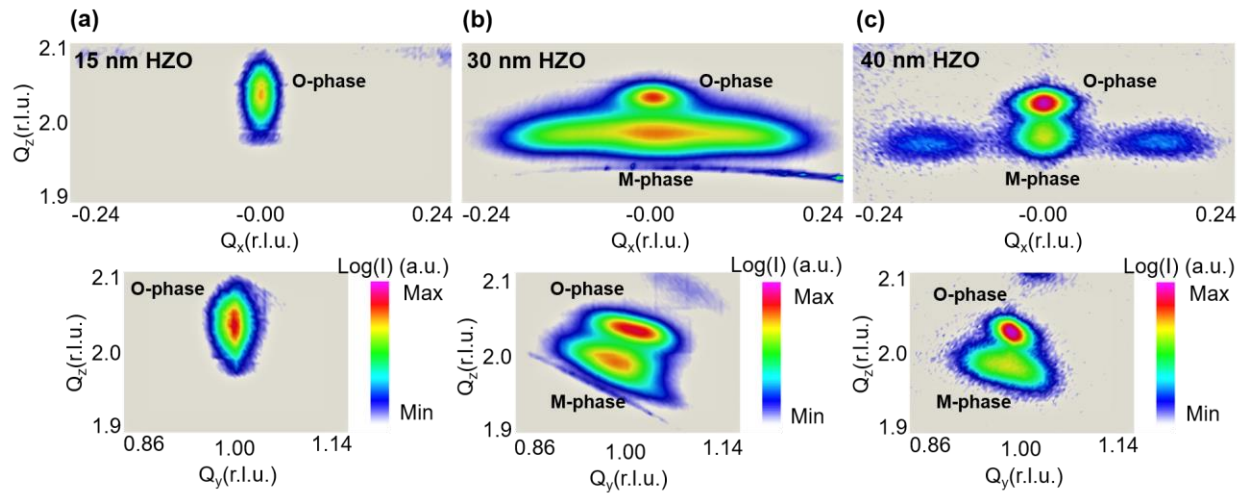 (a)
(b)
(c)
2.1
2.0
1.9
Qz(r.l.u.)
15 nm HZO
O-phase
-0.24
-0.00
0.24
Qx(r.l.u.)
30 nm HZO
O-phase
M-phase
-0.24
-0.00
0.24
Qx(r.l.u.)
40 nm HZO
O-phase
M-phase
-0.24
-0.00
0.24
Qx(r.l.u.)
2.1
2.0
1.9
Qz(r.l.u.)
O-phase
0.86
1.00
1.14
Qy(r.l.u.)
Log(I) (a.u.)
Max
Min
2.1
2.0
1.9
Qz(r.l.u.)
O-phase
M-phase
0.86
1.00
1.14
Qy(r.l.u.)
Log(I) (a.u.)
Max
Min
2.1
2.0
1.9
Qz(r.l.u.)
O-phase
M-phase
0.86
1.00
1.14
Qy(r.l.u.)
Log(I) (a.u.)
Max
Min